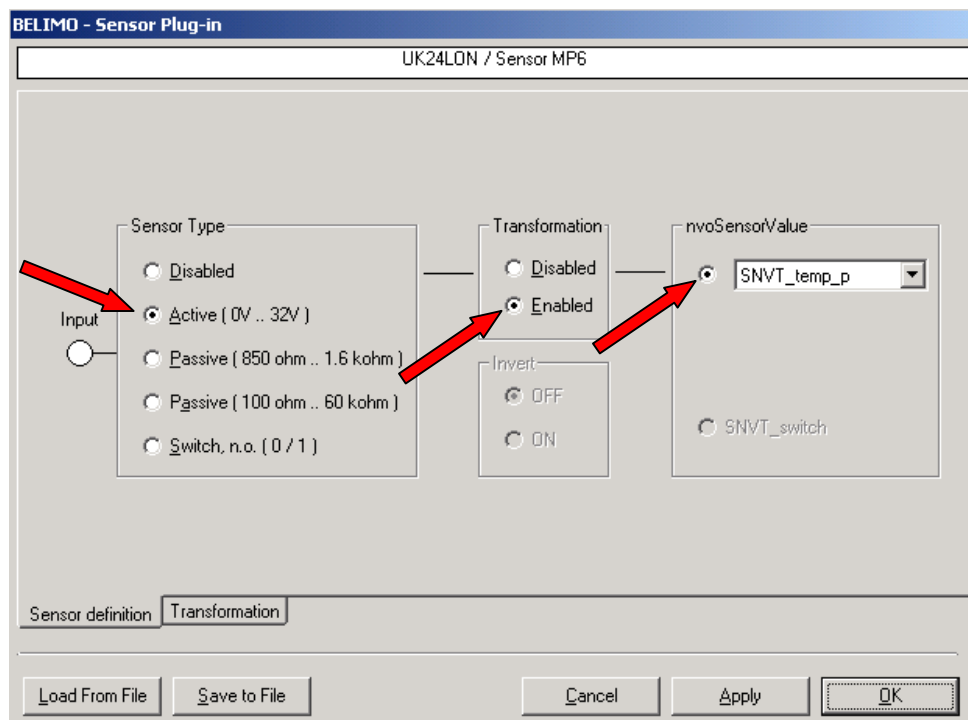 BELIMO - Sensor Plug-in
UK24LON / Sensor MP6
Sensor Type
Transformation
nvoSensorValue
Disabled
Disabled
SNVT_temp_p
Enabled
Input
Active ( 0V .. 32V )
Passive ( 850 ohm .. 1.6 kohm )
Invert
OFF
Passive ( 100 ohm .. 60 kohm )
ON
SNVT_switch
Switch, n.o. ( 0 / 1 )
Sensor definition
Transformation
Load From File
Save to File
Cancel
Apply
OK